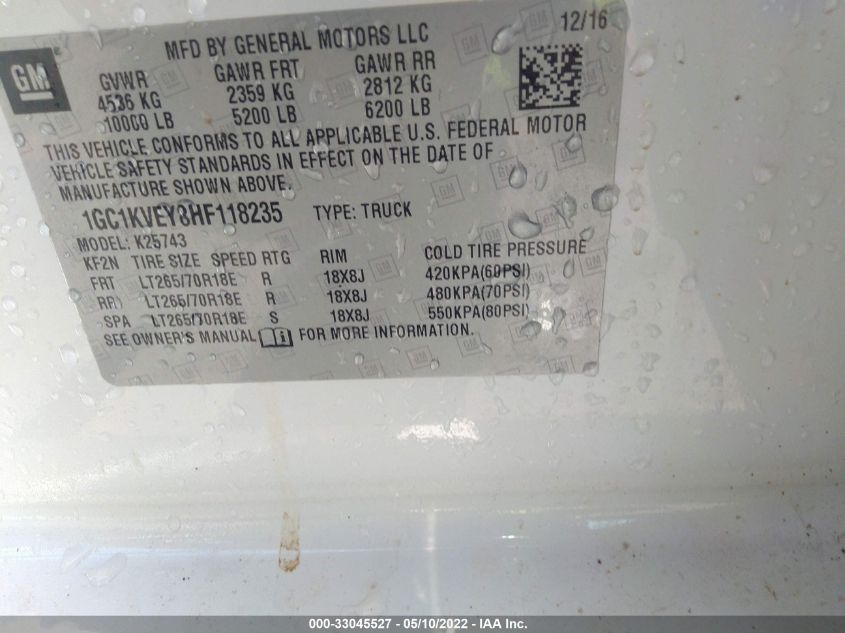 12/16
MFD BY GENERAL MOTORS LLC
GM
GVWR GAWR FRT GAWR RR
4536 KG 2359 KG 2812 KG
10000 LB 5200 LB 6200 LB
THIS VEHICLE CONFORMS TO ALL APPLICABLE U.S. FEDERAL MOTOR
VEHICLE SAFETY STANDARDS IN EFFECT ON THE DATE OF
MANUFACTURE SHOWN ABOVE.
1GC1KVEY8HF118235 TYPE: TRUCK
MODEL: K25743
KF2N TIRE SIZE SPEED RTG RIM COLD TIRE PRESSURE
FRT LT265/70R18E R 18X8J 420KPA(60PSI)
RR LT265/70R18E R 18X8J 480KPA(70PSI)
SPA LT265/70R18E S 18X8J 550KPA(80PSI)
SEE OWNER'S MANUAL i FOR MORE INFORMATION.
000-33045527 - 05/10/2022 - IAA Inc.